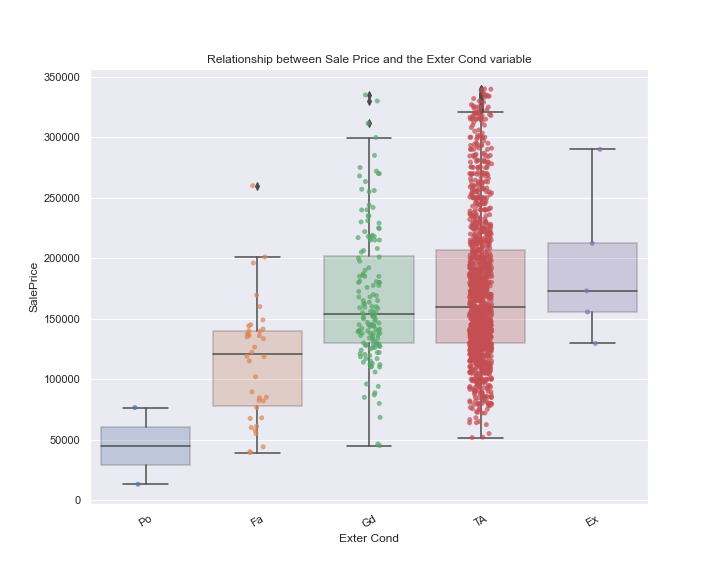 Relationship between Sale Price and the Exter Cond variable
350000
300000
250000
200000
150000
100000
50000
0
SalePrice
Po
Fa
Gd
TA
Ex
Exter Cond